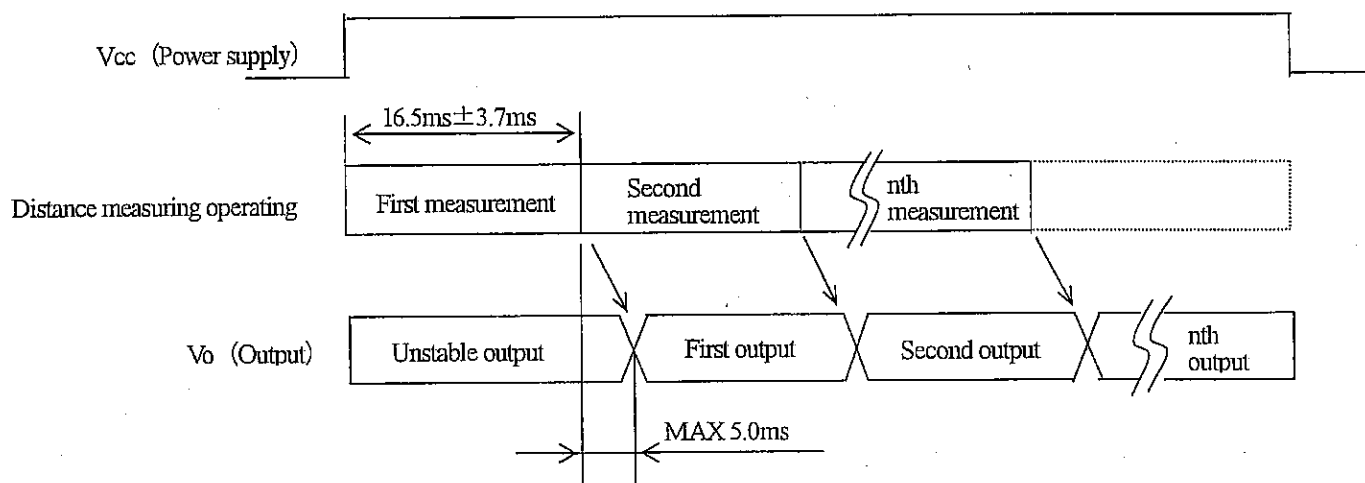 Vcc (Power supply)
16.5ms±3.7ms
Distance measuring operating
First measurement
Second
measurement
nth
measurement
Vo (Output)
Unstable output
First output
Second output
nth
output
MAX 5.0ms